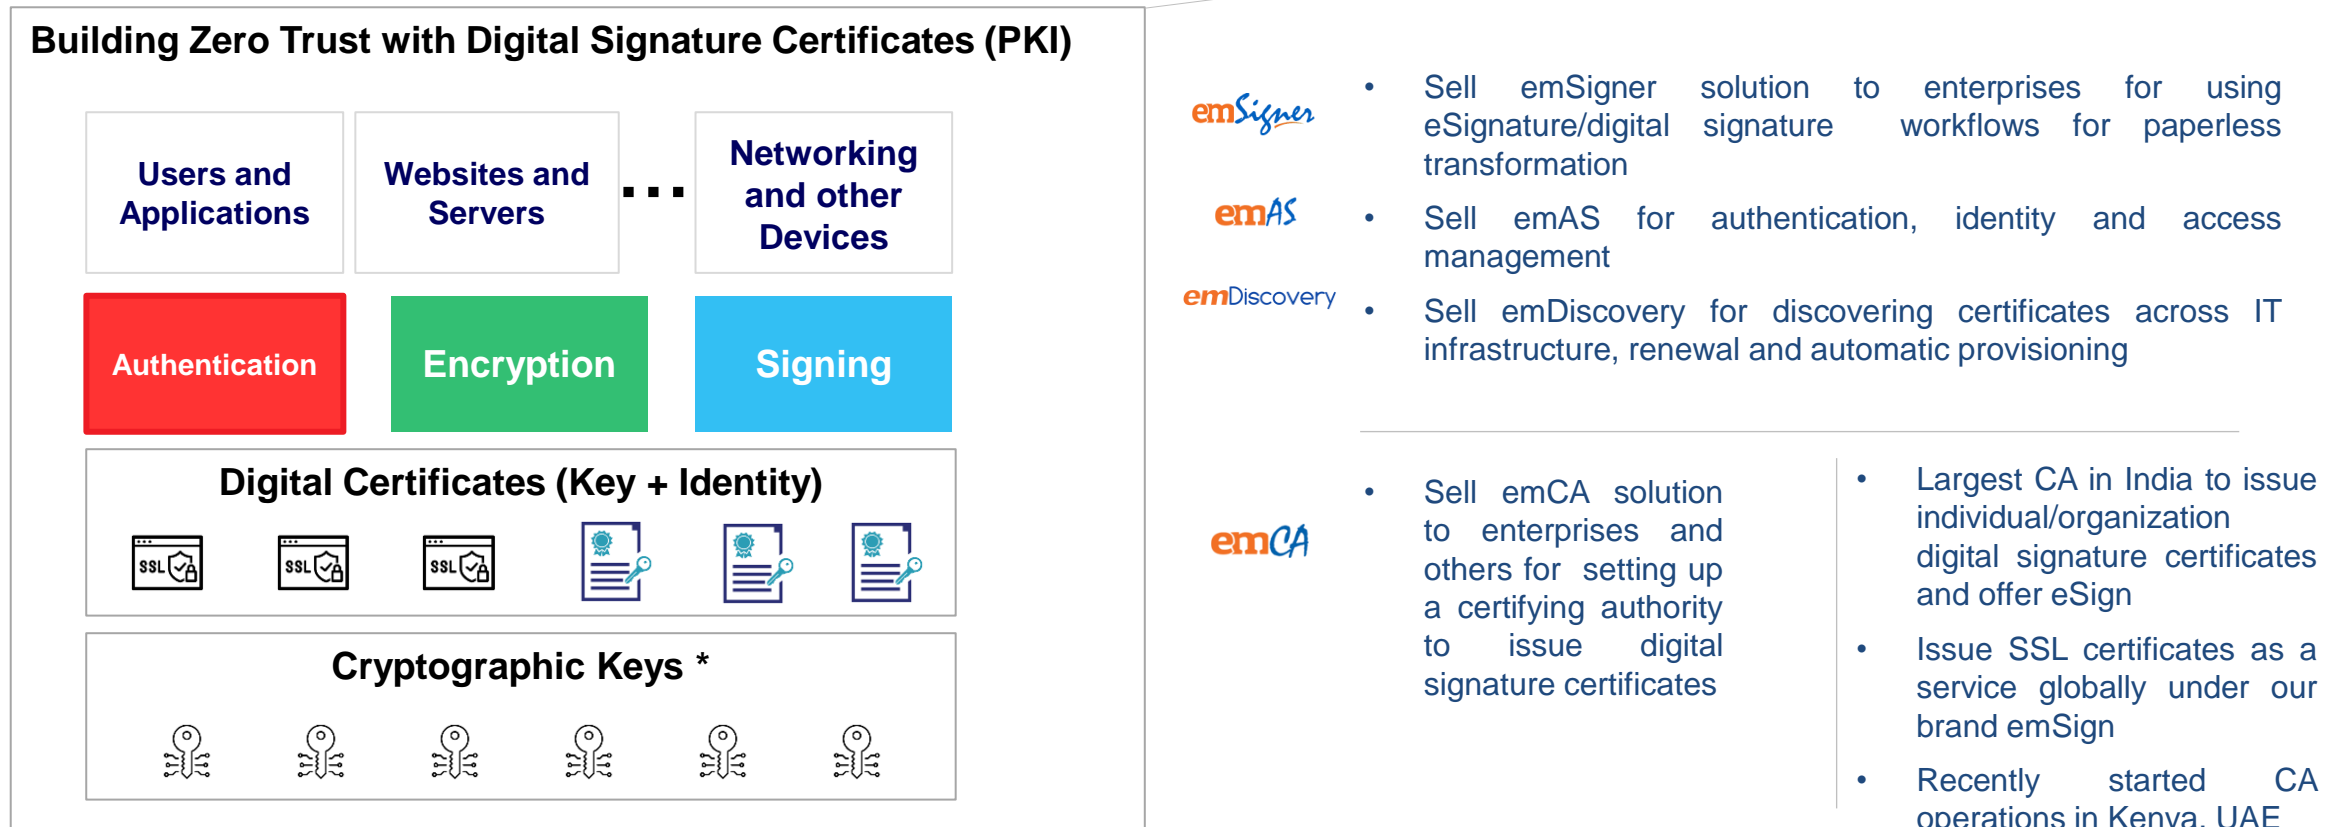 Building Zero Trust with Digital Signature Certificates (PKI)
Users and
Applications
Websites and
Servers
...
Networking
and other
Devices
Authentication
Encryption
Signing
Digital Certificates (Key + Identity)
SSL
SSL
SSL
Cryptographic Keys *
emSigner
• Sell emSigner solution to enterprises for using
eSignature/digital signature workflows for paperless
transformation
emAS
• Sell emAS for authentication, identity and access
management
emDiscovery
• Sell emDiscovery for discovering certificates across IT
infrastructure, renewal and automatic provisioning
emCA
• Sell emCA solution
to enterprises and
others for setting up
a certifying authority
to issue digital
signature certificates
• Largest CA in India to issue
individual/organization
digital signature certificates
and offer eSign
• Issue SSL certificates as a
service globally under our
brand emSign
• Recently started CA
operations in Kenya, UAE